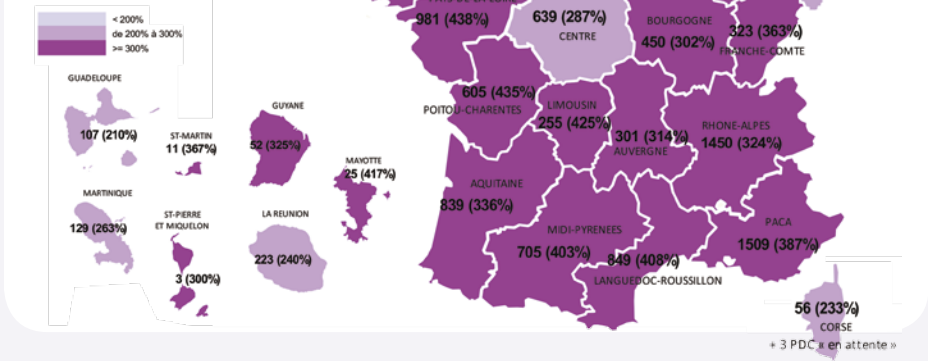 PAYS DE LA LOIRE
981 (438%)
639 (287%)
CENTRE
BOURGOGNE
450 (302%)
323 (363%)
FRANCHE-COMTE
< 200%
de 200% à 300%
>= 300%
GUADELOUPE
107 (210%)
ST-MARTIN
11 (367%)
GUYANE
52 (325%)
MAYOTTE
25 (417%)
605 (435%)
POITOU-CHARENTES
LIMOUSIN
255 (425%)
301 (314%)
AUVERGNE
RHONE-ALPES
1450 (324%)
MARTINIQUE
129 (263%)
ST-PIERRE
ET MIQUELON
3 (300%)
LA REUNION
223 (240%)
AQUITAINE
839 (336%)
MIDI-PYRENEES
705 (403%)
849 (408%)
LANGUEDOC-ROUSSILLON
PACA
1509 (387%)
56 (233%)
CORSE
+ 3 PDC « en attente »